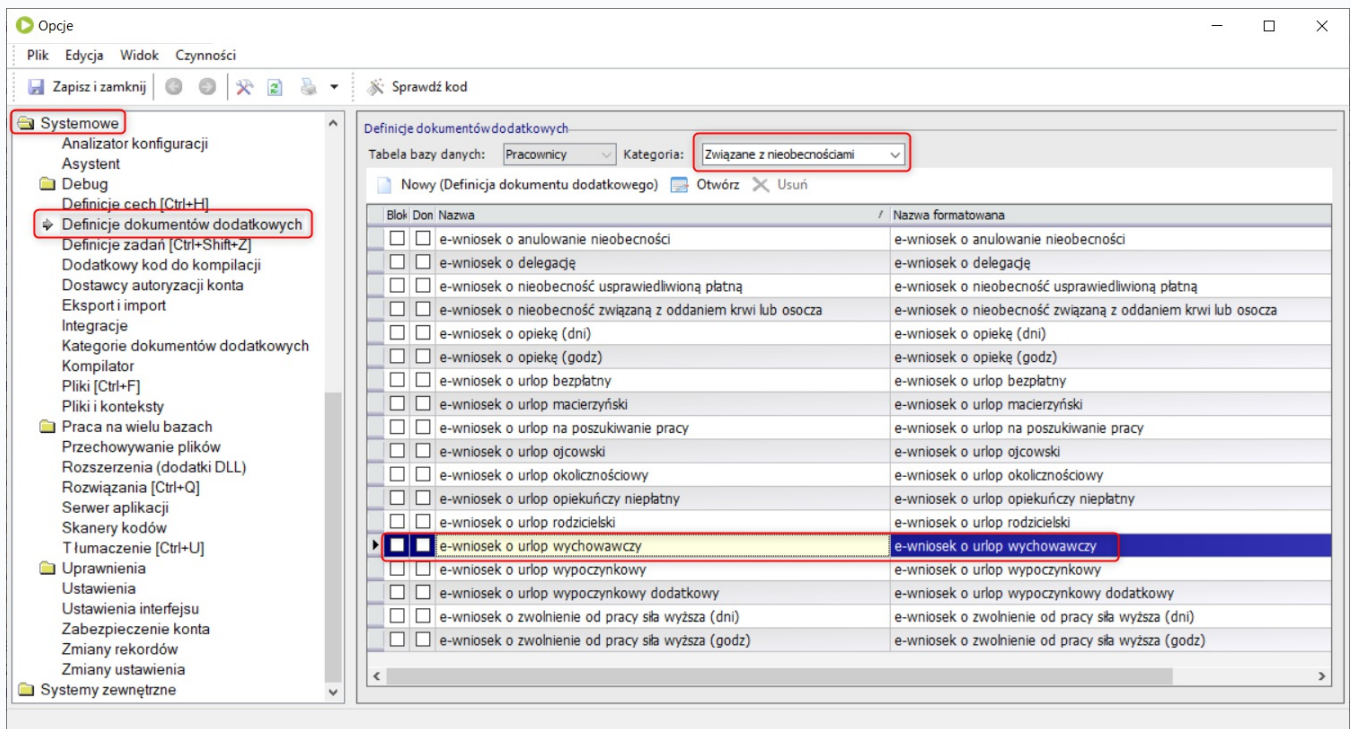 Opcje
Plik Edycja Widok Czynności
Zapisz i zamknij Sprawdź kod
Systemowe
Analizator konfiguracji
Asystent
Debug
Definicje cech [Ctrl+H]
Definicje dokumentów dodatkowych
Definicje zadań [Ctrl+Shift+Z]
Dodatkowy kod do kompilacji
Dostawcy autoryzacji konta
Eksport i import
Integracje
Kategorie dokumentów dodatkowych
Kompilator
Pliki [Ctrl+F]
Pliki i konteksty
Praca na wielu bazach
Przechowywanie plików
Rozszerzenia (dodatki DLL)
Rozwiązania [Ctrl+Q]
Serwer aplikacji
Skanery kodów
Tłumaczenie [Ctrl+U]
Uprawnienia
Ustawienia
Ustawienia interfejsu
Zabezpieczenie konta
Zmiany rekordów
Zmiany ustawienia
Systemy zewnętrzne
Definicje dokumentów dodatkowych
Tabela bazy danych: Pracownicy Kategoria: Związane z nieobecnościami
Nowy (Definicja dokumentu dodatkowego) Otwórz Usuń
Blok Dom Nazwa / Nazwa formatowana
e-wniosek o anulowanie nieobecności e-wniosek o anulowanie nieobecności
e-wniosek o delegację e-wniosek o delegację
e-wniosek o nieobecność usprawiedliwioną płatną e-wniosek o nieobecność usprawiedliwioną płatną
e-wniosek o nieobecność związaną z oddaniem krwi lub osocza e-wniosek o nieobecność związaną z oddaniem krwi lub osocza
e-wniosek o opiekę (dni) e-wniosek o opiekę (dni)
e-wniosek o opiekę (godz) e-wniosek o opiekę (godz)
e-wniosek o urlop bezpłatny e-wniosek o urlop bezpłatny
e-wniosek o urlop macierzyński e-wniosek o urlop macierzyński
e-wniosek o urlop na poszukiwanie pracy e-wniosek o urlop na poszukiwanie pracy
e-wniosek o urlop ojcowski e-wniosek o urlop ojcowski
e-wniosek o urlop okolicznościowy e-wniosek o urlop okolicznościowy
e-wniosek o urlop opiekuńczy niepłatny e-wniosek o urlop opiekuńczy niepłatny
e-wniosek o urlop rodzicielski e-wniosek o urlop rodzicielski
e-wniosek o urlop wychowawczy e-wniosek o urlop wychowawczy
e-wniosek o urlop wypoczynkowy e-wniosek o urlop wypoczynkowy
e-wniosek o urlop wypoczynkowy dodatkowy e-wniosek o urlop wypoczynkowy dodatkowy
e-wniosek o zwolnienie od pracy siła wyższa (dni) e-wniosek o zwolnienie od pracy siła wyższa (dni)
e-wniosek o zwolnienie od pracy siła wyższa (godz) e-wniosek o zwolnienie od pracy siła wyższa (godz)